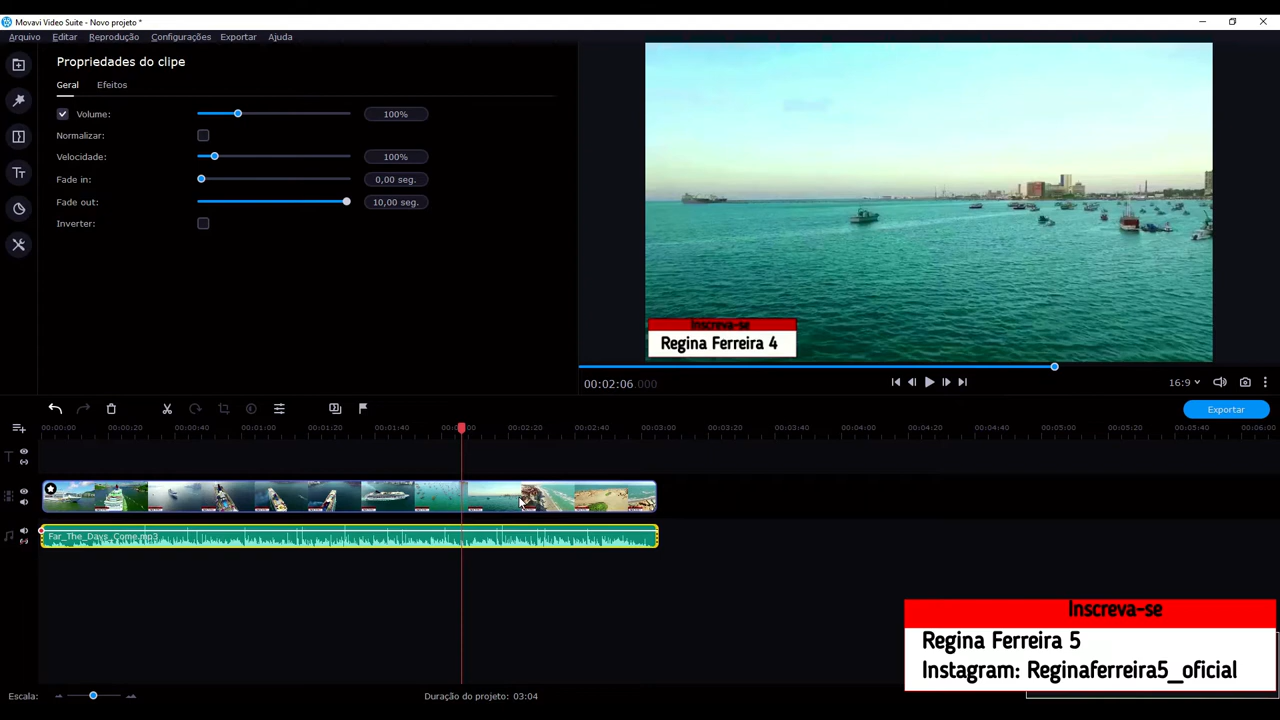 Movavi Video Suite - Novo projeto *
Arquivo Editar Reprodução Configurações Exportar Ajuda
Propriedades do clipe
Geral Efeitos
Volume: 100%
Normalizar:
Velocidade: 100%
Fade in: 0,00 seg.
Fade out: 10,00 seg.
Inverter:
Inscreva-se
Regina Ferreira 4
00:02:06.000
16:9
Exportar
00:00:00 00:00:20 00:00:40 00:01:00 00:01:20 00:01:40 00:02:20 00:02:40 00:03:00 00:03:20 00:03:40 00:04:00 00:04:20 00:04:40 00:05:00 00:05:20 00:05:40 00:06:00
Far_The_Days_Come.mp3
Inscreva-se
Regina Ferreira 5
Instagram: Reginaferreira5_oficial
Escala:
Duração do projeto: 03:04